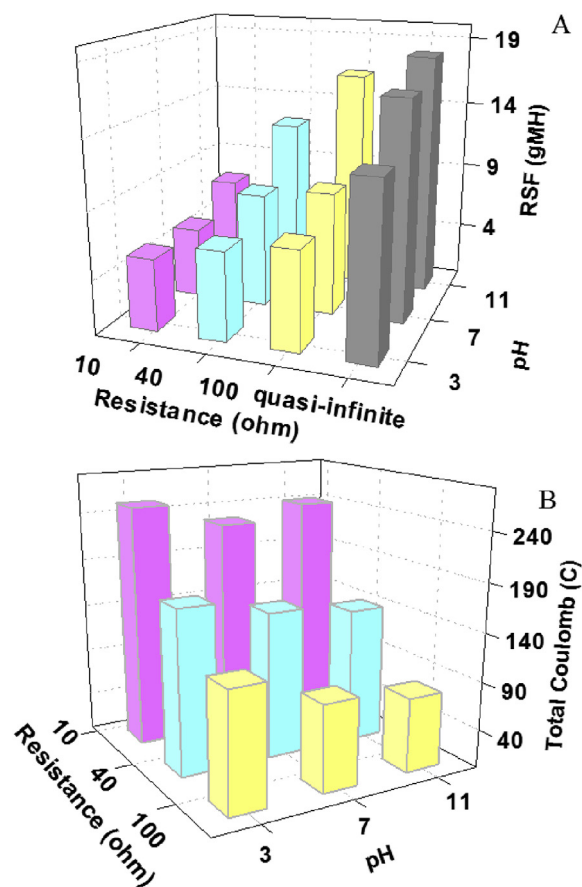 A
19
14
9
4
RSF (gMH)
11
7
3
pH
10
40
100
quasi-infinite
Resistance (ohm)
B
240
190
140
90
40
Total Coulomb (C)
10
40
100
Resistance (ohm)
3
7
11
pH